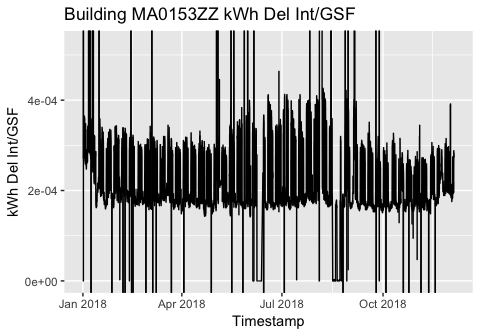 Building MA0153ZZ kWh Del Int/GSF
kWh Del Int/GSF
4e-04
2e-04
0e+00
Jan 2018 Apr 2018 Jul 2018 Oct 2018
Timestamp